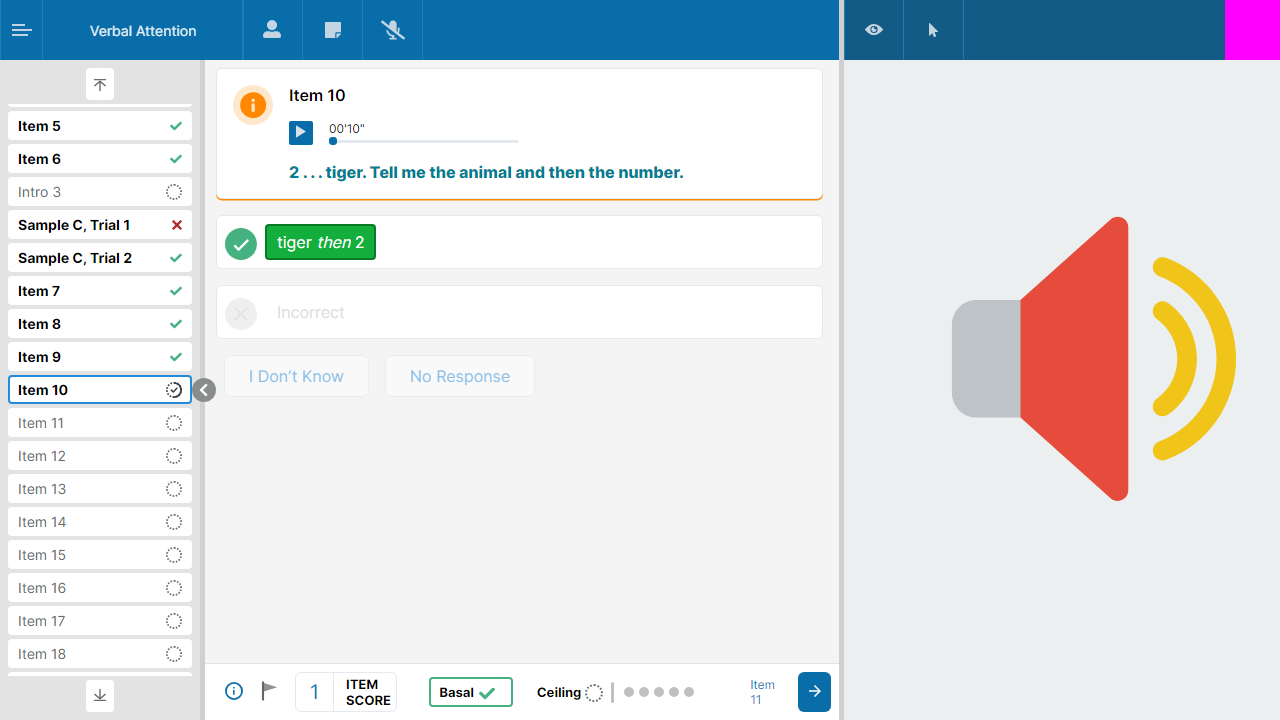 Verbal Attention
Item 5
Item 6
Intro 3
Sample C, Trial 1
Sample C, Trial 2
Item 7
Item 8
Item 9
Item 10
Item 11
Item 12
Item 13
Item 14
Item 15
Item 16
Item 17
Item 18
Item 10
00'10"
2 . . . tiger. Tell me the animal and then the number.
tiger then 2
Incorrect
I Don't Know
No Response
1
ITEM
SCORE
Basal
Ceiling
Item
11